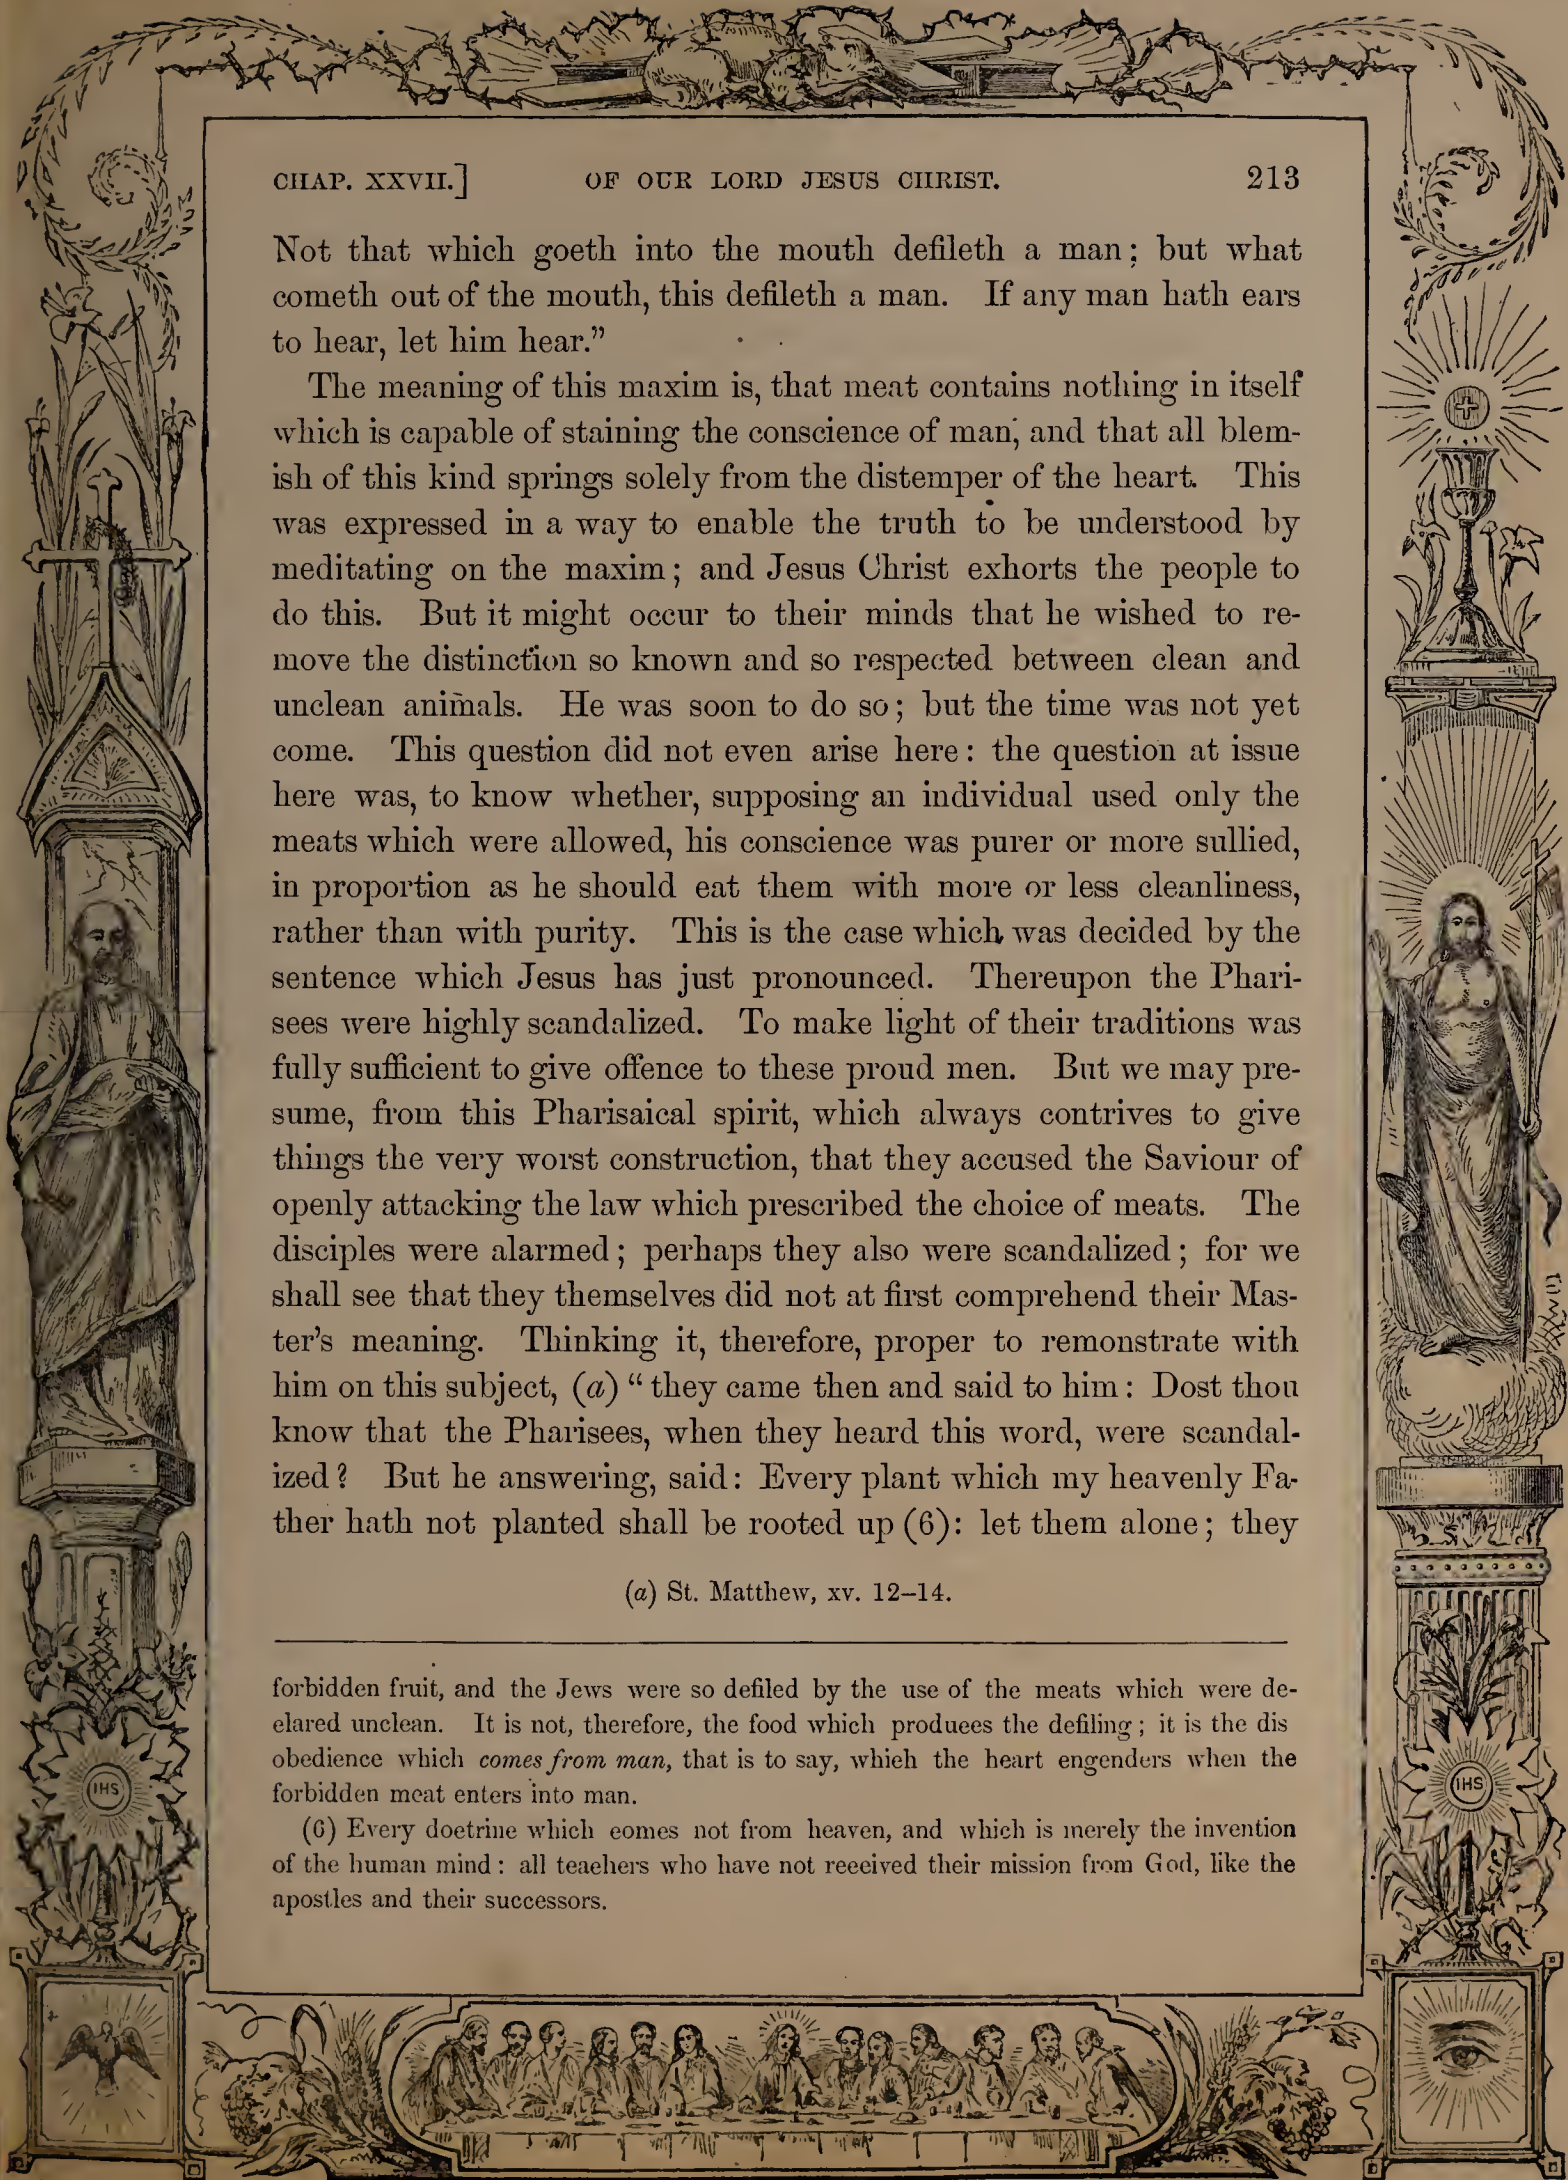 CHAP. XXVII.] OF OUR LORD JESUS CHRIST. 213
Not that which goeth into the mouth defileth a man; but what
cometh out of the mouth, this defileth a man. If any man hath ears
to hear, let him hear.”
The meaning of this maxim is, that meat contains nothing in itself
which is capable of staining the conscience of man, and that all blem-
ish of this kind springs solely from the distemper of the heart. This
was expressed in a way to enable the truth to be understood by
meditating on the maxim; and Jesus Christ exhorts the people to
do this. But it might occur to their minds that he wished to re-
move the distinction so known and so respected between clean and
unclean animals. He was soon to do so; but the time was not yet
come. This question did not even arise here: the question at issue
here was, to know whether, supposing an individual used only the
meats which were allowed, his conscience was purer or more sullied,
in proportion as he should eat them with more or less cleanliness,
rather than with purity. This is the case which was decided by the
sentence which Jesus has just pronounced. Thereupon the Phari-
sees were highly scandalized. To make light of their traditions was
fully sufficient to give offence to these proud men. But we may pre-
sume, from this Pharisaical spirit, which always contrives to give
things the very worst construction, that they accused the Saviour of
openly attacking the law which prescribed the choice of meats. The
disciples were alarmed; perhaps they also were scandalized; for we
shall see that they themselves did not at first comprehend their Mas-
ter’s meaning. Thinking it, therefore, proper to remonstrate with
him on this subject, (a) “they came then and said to him: Dost thou
know that the Pharisees, when they heard this word, were scandal-
ized? But he answering, said: Every plant which my heavenly Fa-
ther hath not planted shall be rooted up (6): let them alone; they
(a) St. Matthew, xv. 12–14.
forbidden fruit, and the Jews were so defiled by the use of the meats which were de-
clared unclean. It is not, therefore, the food which produces the defiling; it is the dis
obedience which comes from man, that is to say, which the heart engenders when the
forbidden meat enters into man.
(6) Every doctrine which comes not from heaven, and which is merely the invention
of the human mind: all teachers who have not received their mission from God, like the
apostles and their successors.
IHS
IHS